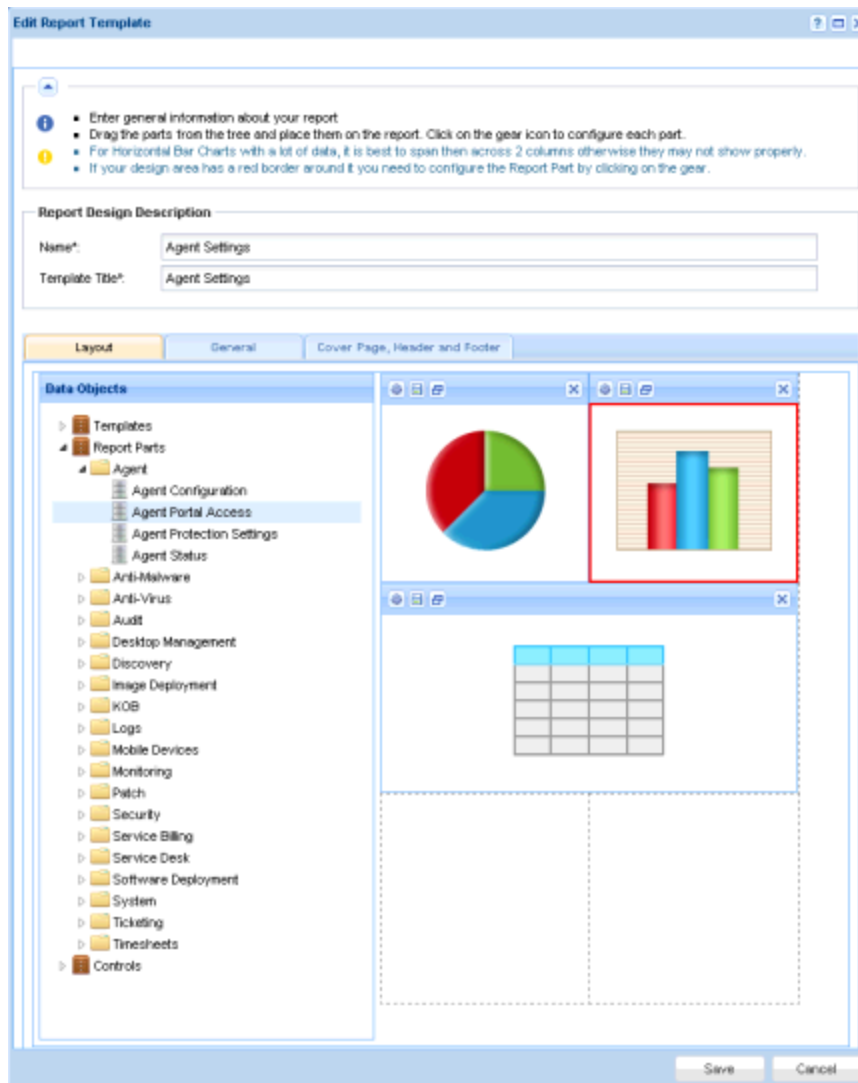 Edit Report Template
Enter general information about your report
Drag the parts from the tree and place them on the report. Click on the gear icon to configure each part.
For Horizontal Bar Charts with a lot of data, it is best to span then across 2 columns otherwise they may not show properly.
If your design area has a red border around it you need to configure the Report Part by clicking on the gear.
Report Design Description
Name*: Agent Settings
Template Title*: Agent Settings
Layout General Cover Page, Header and Footer
Data Objects
Templates
Report Parts
Agent
Agent Configuration
Agent Portal Access
Agent Protection Settings
Agent Status
Anti-Malware
Anti-Virus
Audit
Desktop Management
Discovery
Image Deployment
KOB
Logs
Mobile Devices
Monitoring
Patch
Security
Service Billing
Service Desk
Software Deployment
System
Ticketing
Timesheets
Controls
Save Cancel